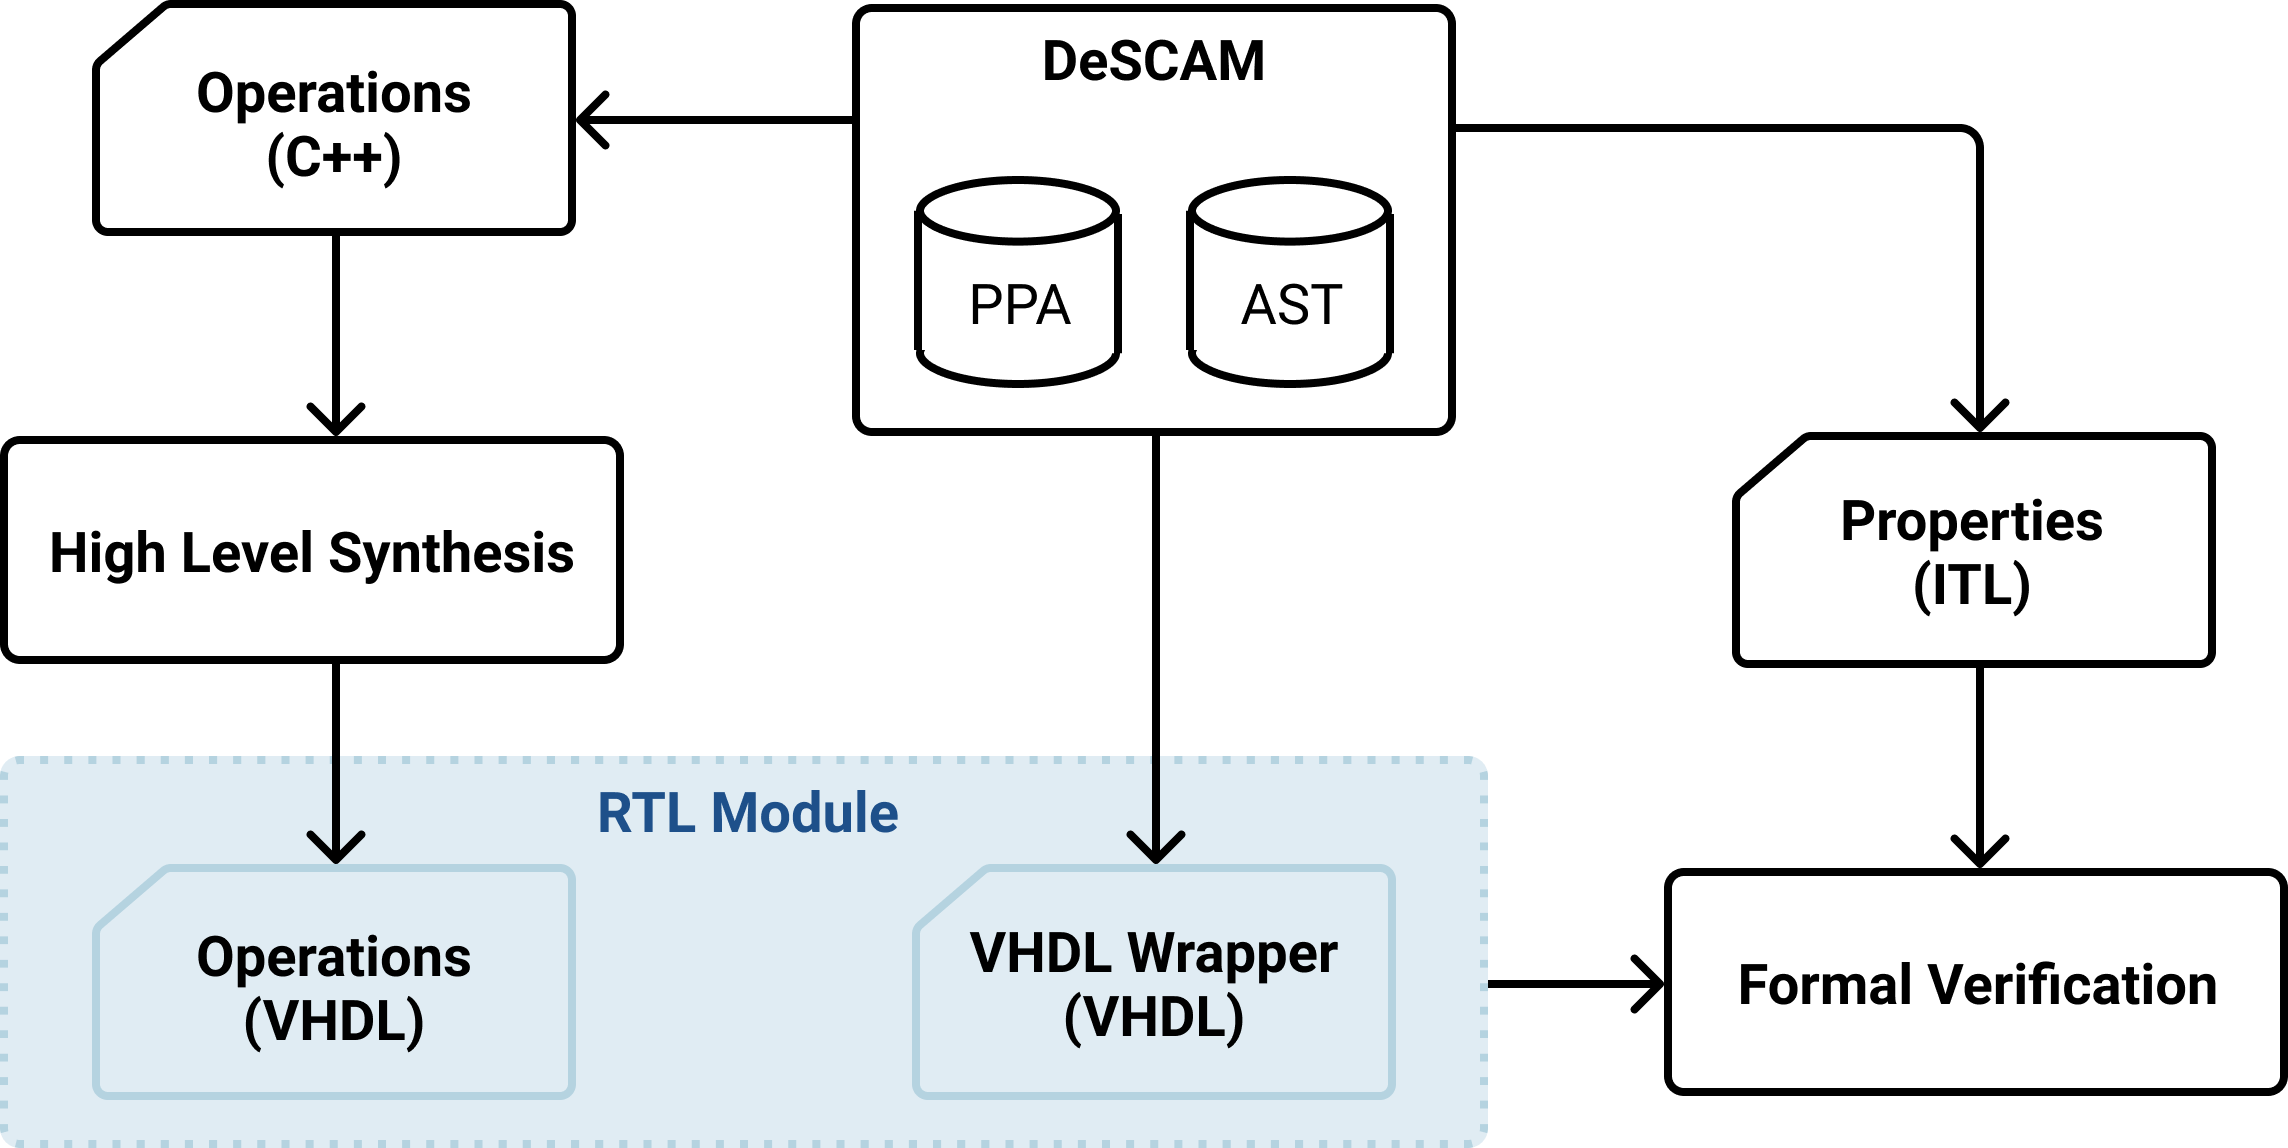 Operations
(C++)
DeSCAM
PPA
AST
High Level Synthesis
Properties
(ITL)
RTL Module
Operations
(VHDL)
VHDL Wrapper
(VHDL)
Formal Verification